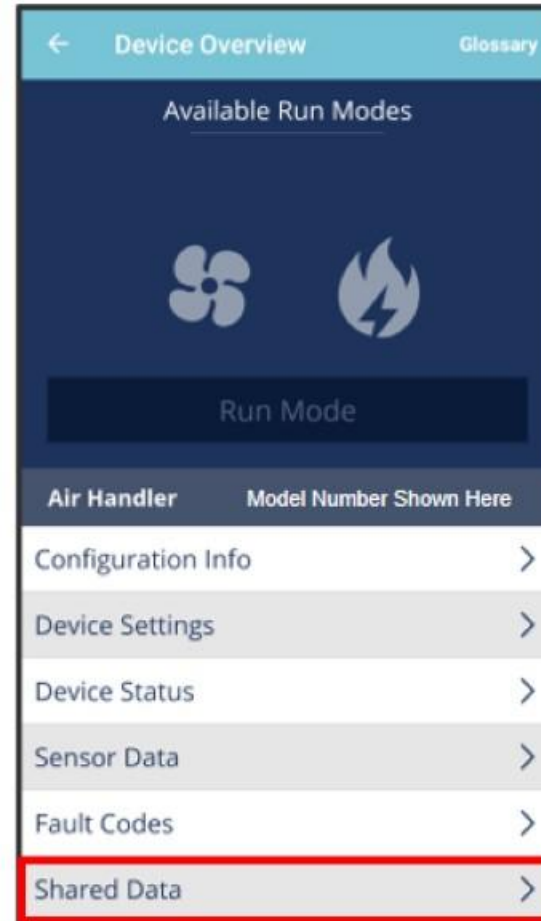 Device Overview Glossary
Available Run Modes
Run Mode
Air Handler Model Number Shown Here
Configuration Info
Device Settings
Device Status
Sensor Data
Fault Codes
Shared Data